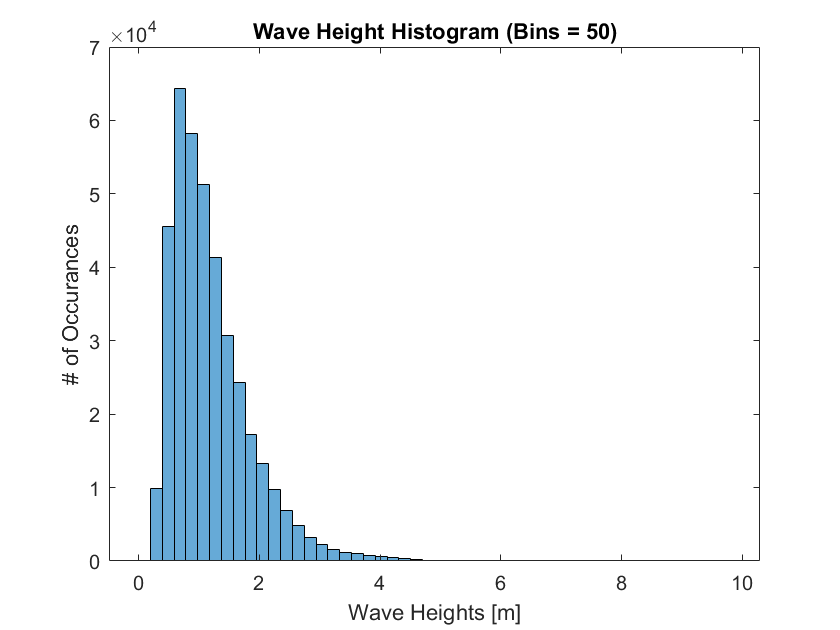 Wave Height Histogram (Bins = 50)
×10⁴
7
6
5
4
3
2
1
0
# of Occurances
0 2 4 6 8 10
Wave Heights [m]